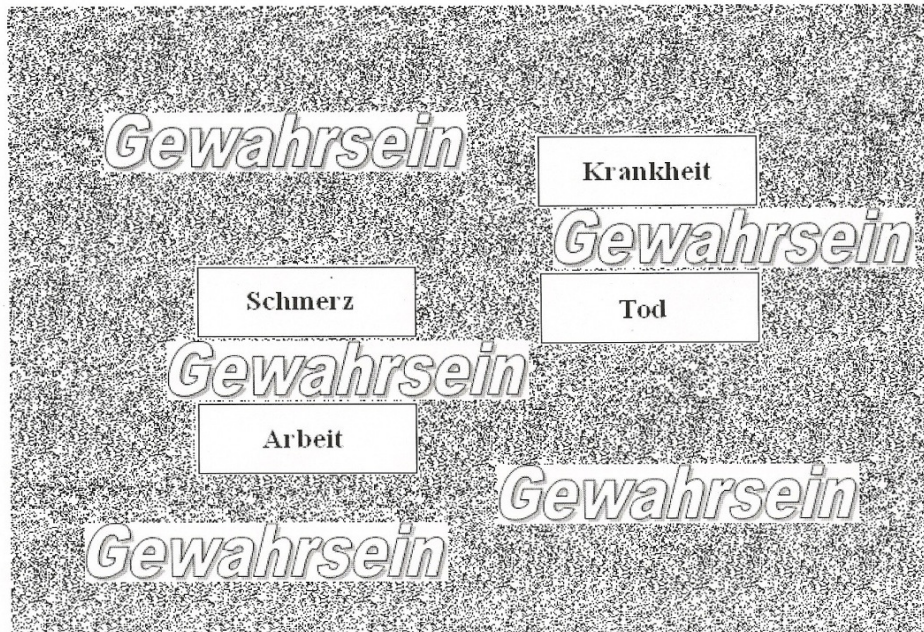 Gewahrsein
Krankheit
Gewahrsein
Schmerz
Tod
Gewahrsein
Arbeit
Gewahrsein
Gewahrsein